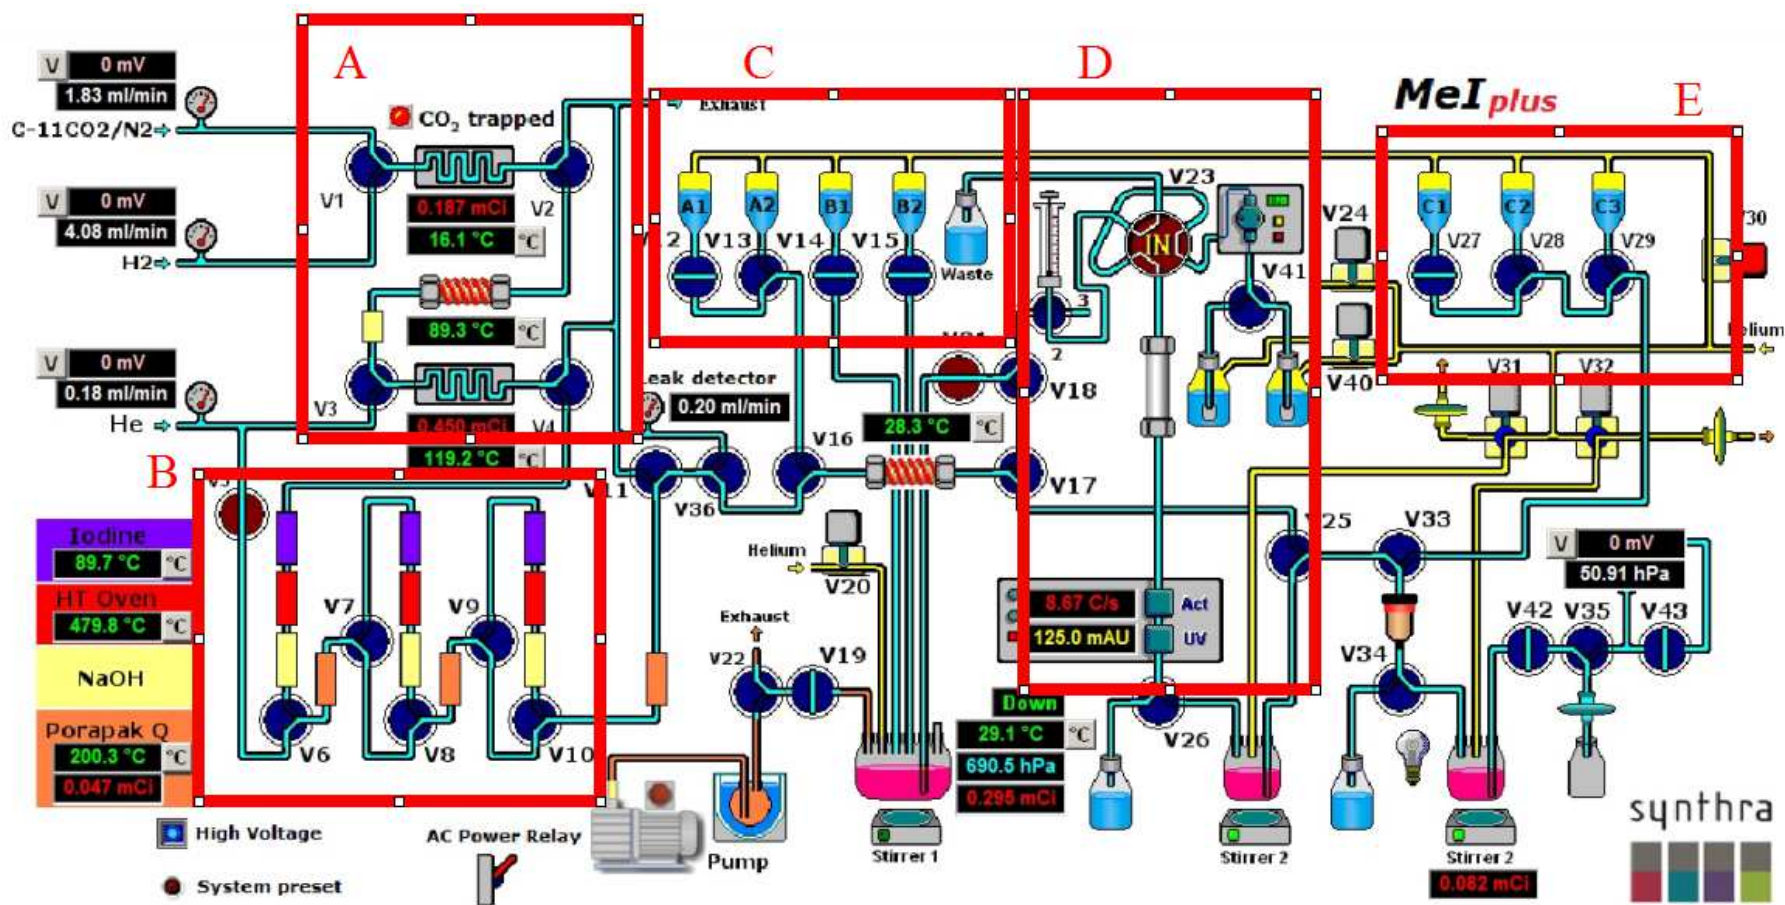 A
C
D
MeI plus
E
V
0 mV
1.83 ml/min
C-11CO2/N2
CO2 trapped
Exhaust
V1
V2
0.187 mCi
16.1 °C
°C
V
0 mV
4.08 ml/min
H2
A1
A2
B1
B2
V13
V14
V15
Waste
V23
IN
V41
V24
C1
C2
C3
V27
V28
V29
V30
89.3 °C
°C
3
2
V
0 mV
0.18 ml/min
He
V3
V4
0.450 mCi
119.2 °C
Leak detector
0.20 ml/min
V18
V40
V31
V32
Helium
28.3 °C
°C
V16
V17
B
V11
V36
V25
V33
Iodine
89.7 °C
°C
HT Oven
479.8 °C
°C
NaOH
Porapak Q
200.3 °C
°C
0.047 mCi
V7
V9
V6
V8
V10
Helium
V20
Exhaust
V22
V19
8.67 C/s
Act
125.0 mAU
UV
V
0 mV
50.91 hPa
V42
V35
V43
V34
Down
29.1 °C
°C
690.5 hPa
0.295 mCi
V26
High Voltage
System preset
AC Power Relay
Pump
Stirrer 1
Stirrer 2
Stirrer 2
0.082 mCi
synthra